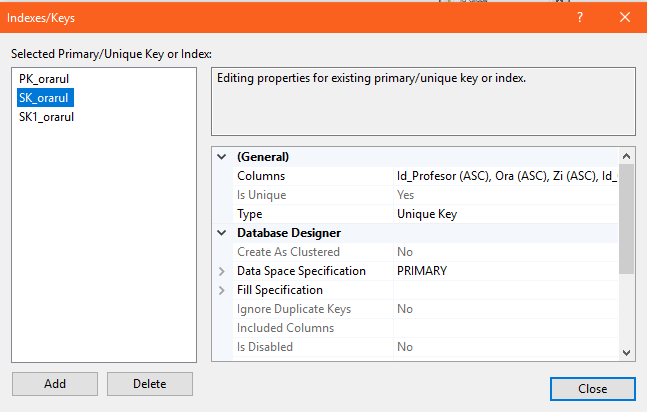 Indexes/Keys
Selected Primary/Unique Key or Index:
PK_orarul
SK_orarul
SK1_orarul
Add
Delete
Editing properties for existing primary/unique key or index.
(General)
Columns Id_Profesor (ASC), Ora (ASC), Zi (ASC), Id_
Is Unique Yes
Type Unique Key
Database Designer
Create As Clustered No
Data Space Specification PRIMARY
Fill Specification
Ignore Duplicate Keys No
Included Columns
Is Disabled No
Close